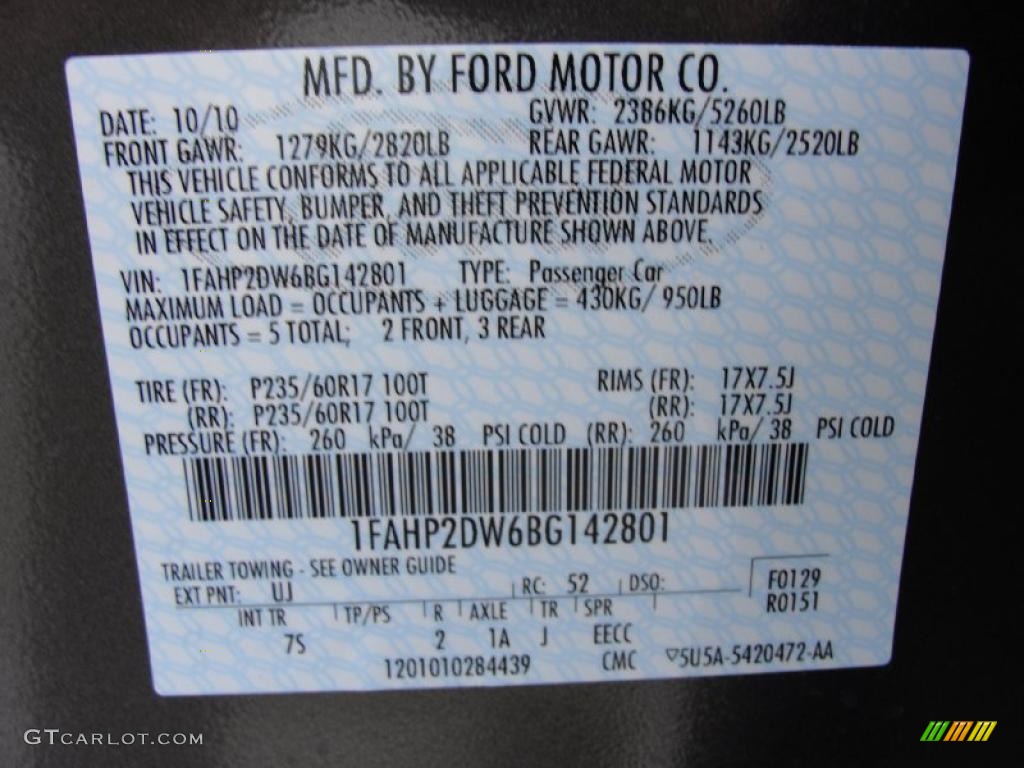 MFD. BY FORD MOTOR CO.
DATE: 10/10 GVWR: 2386KG/5260LB
FRONT GAWR: 1279KG/2820LB REAR GAWR: 1143KG/2520LB
THIS VEHICLE CONFORMS TO ALL APPLICABLE FEDERAL MOTOR
VEHICLE SAFETY, BUMPER, AND THEFT PREVENTION STANDARDS
IN EFFECT ON THE DATE OF MANUFACTURE SHOWN ABOVE.
VIN: 1FAHP2DW6BG142801 TYPE: Passenger Car
MAXIMUM LOAD = OCCUPANTS + LUGGAGE = 430KG/ 950LB
OCCUPANTS = 5 TOTAL; 2 FRONT, 3 REAR
TIRE (FR): P235/60R17 100T RIMS (FR): 17X7.5J
(RR): P235/60R17 100T (RR): 17X7.5J
PRESSURE (FR): 260 kPa/ 38 PSI COLD (RR): 260 kPa/ 38 PSI COLD
1FAHP2DW6BG142801
TRAILER TOWING - SEE OWNER GUIDE
EXT PNT: UJ RC: 52 DSO: F0129
R0151
INT TR TP/PS R AXLE TR SPR
7S 2 1A J EECC
1201010284439 CMC ▽5U5A-5420472-AA
GTCARLOT.COM